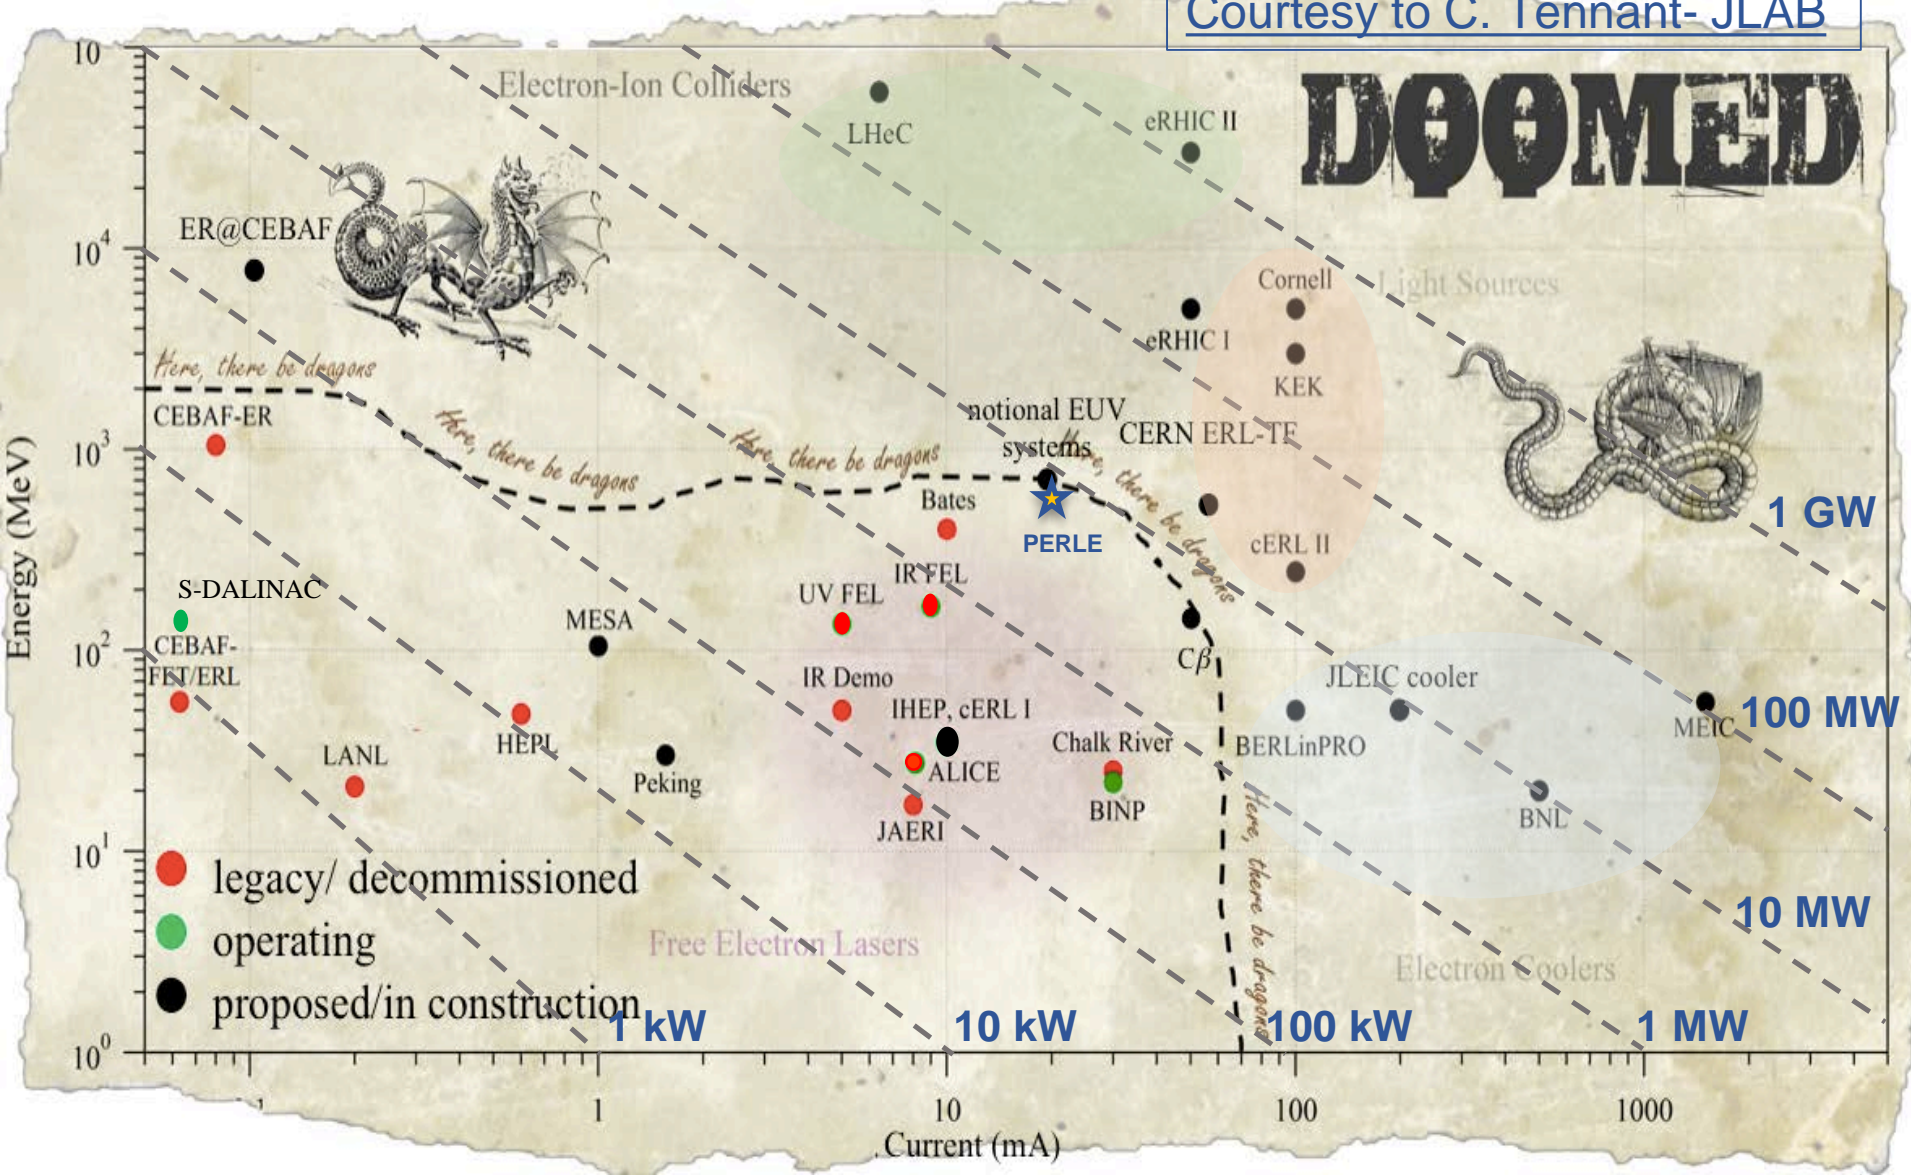 Courtesy to C. Tennant- JLAB
DOOMED
Electron-Ion Colliders
LHeC
eRHIC II
ER@CEBAF
Cornell
Light Sources
eRHIC I
KEK
Here, there be dragons
CEBAF-ER
Here, there be dragons
Here, there be dragons
notional EUV
systems
CERN ERL-TF
Here, there be dragons
Bates
PERLE
1 GW
cERL II
IR FEL
UV FEL
S-DALINAC
MESA
CEBAF-
FET/ERL
Cβ
IR Demo
JLEIC cooler
IHEP, cERL I
100 MW
MEIC
HEPL
Chalk River
BERLinPRO
LANL
Peking
ALICE
BINP
BNL
JAERI
Here, there be dragons
legacy/ decommissioned
operating
proposed/in construction
Free Electron Lasers
Electron Coolers
10 MW
1 kW
10 kW
100 kW
1 MW
Energy (MeV)
10
10⁴
10³
10²
10¹
10⁰
1
10
100
1000
Current (mA)